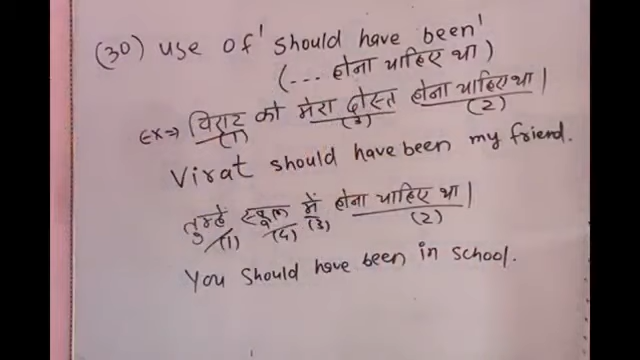 (30) use of 'should have been'
(... होना चाहिए था)
Ex→ विराट को मेरा दोस्त होना चाहिए था|
(1) (3) (2)
Virat should have been my friend.
तुम्हें स्कूल में होना चाहिए था|
(1) (4) (3) (2)
You should have been in school.